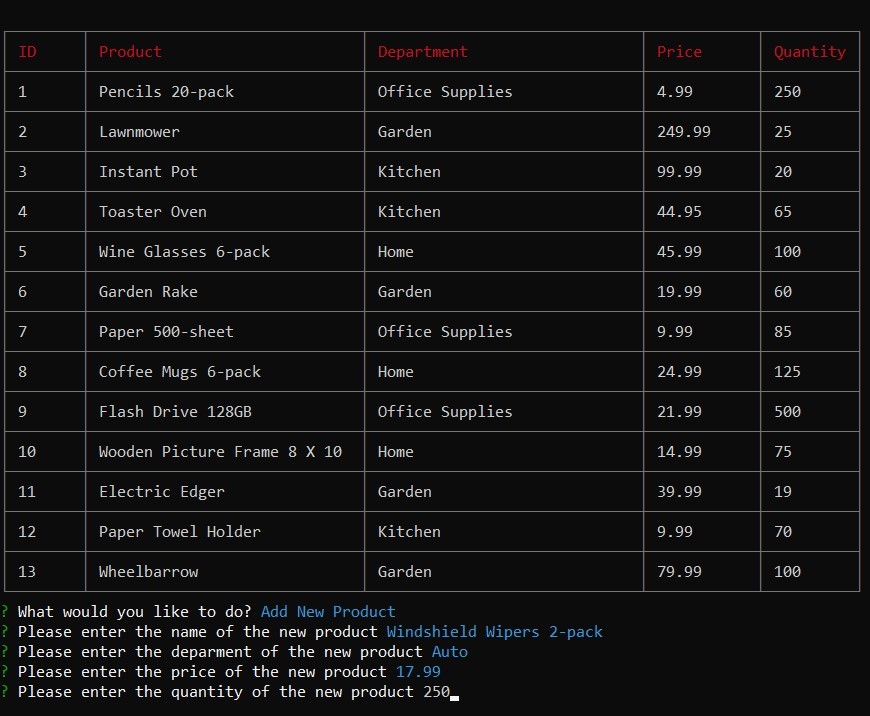 ID Product Department Price Quantity
1 Pencils 20-pack Office Supplies 4.99 250
2 Lawnmower Garden 249.99 25
3 Instant Pot Kitchen 99.99 20
4 Toaster Oven Kitchen 44.95 65
5 Wine Glasses 6-pack Home 45.99 100
6 Garden Rake Garden 19.99 60
7 Paper 500-sheet Office Supplies 9.99 85
8 Coffee Mugs 6-pack Home 24.99 125
9 Flash Drive 128GB Office Supplies 21.99 500
10 Wooden Picture Frame 8 X 10 Home 14.99 75
11 Electric Edger Garden 39.99 19
12 Paper Towel Holder Kitchen 9.99 70
13 Wheelbarrow Garden 79.99 100
? What would you like to do? Add New Product
? Please enter the name of the new product Windshield Wipers 2-pack
? Please enter the deparment of the new product Auto
? Please enter the price of the new product 17.99
? Please enter the quantity of the new product 250